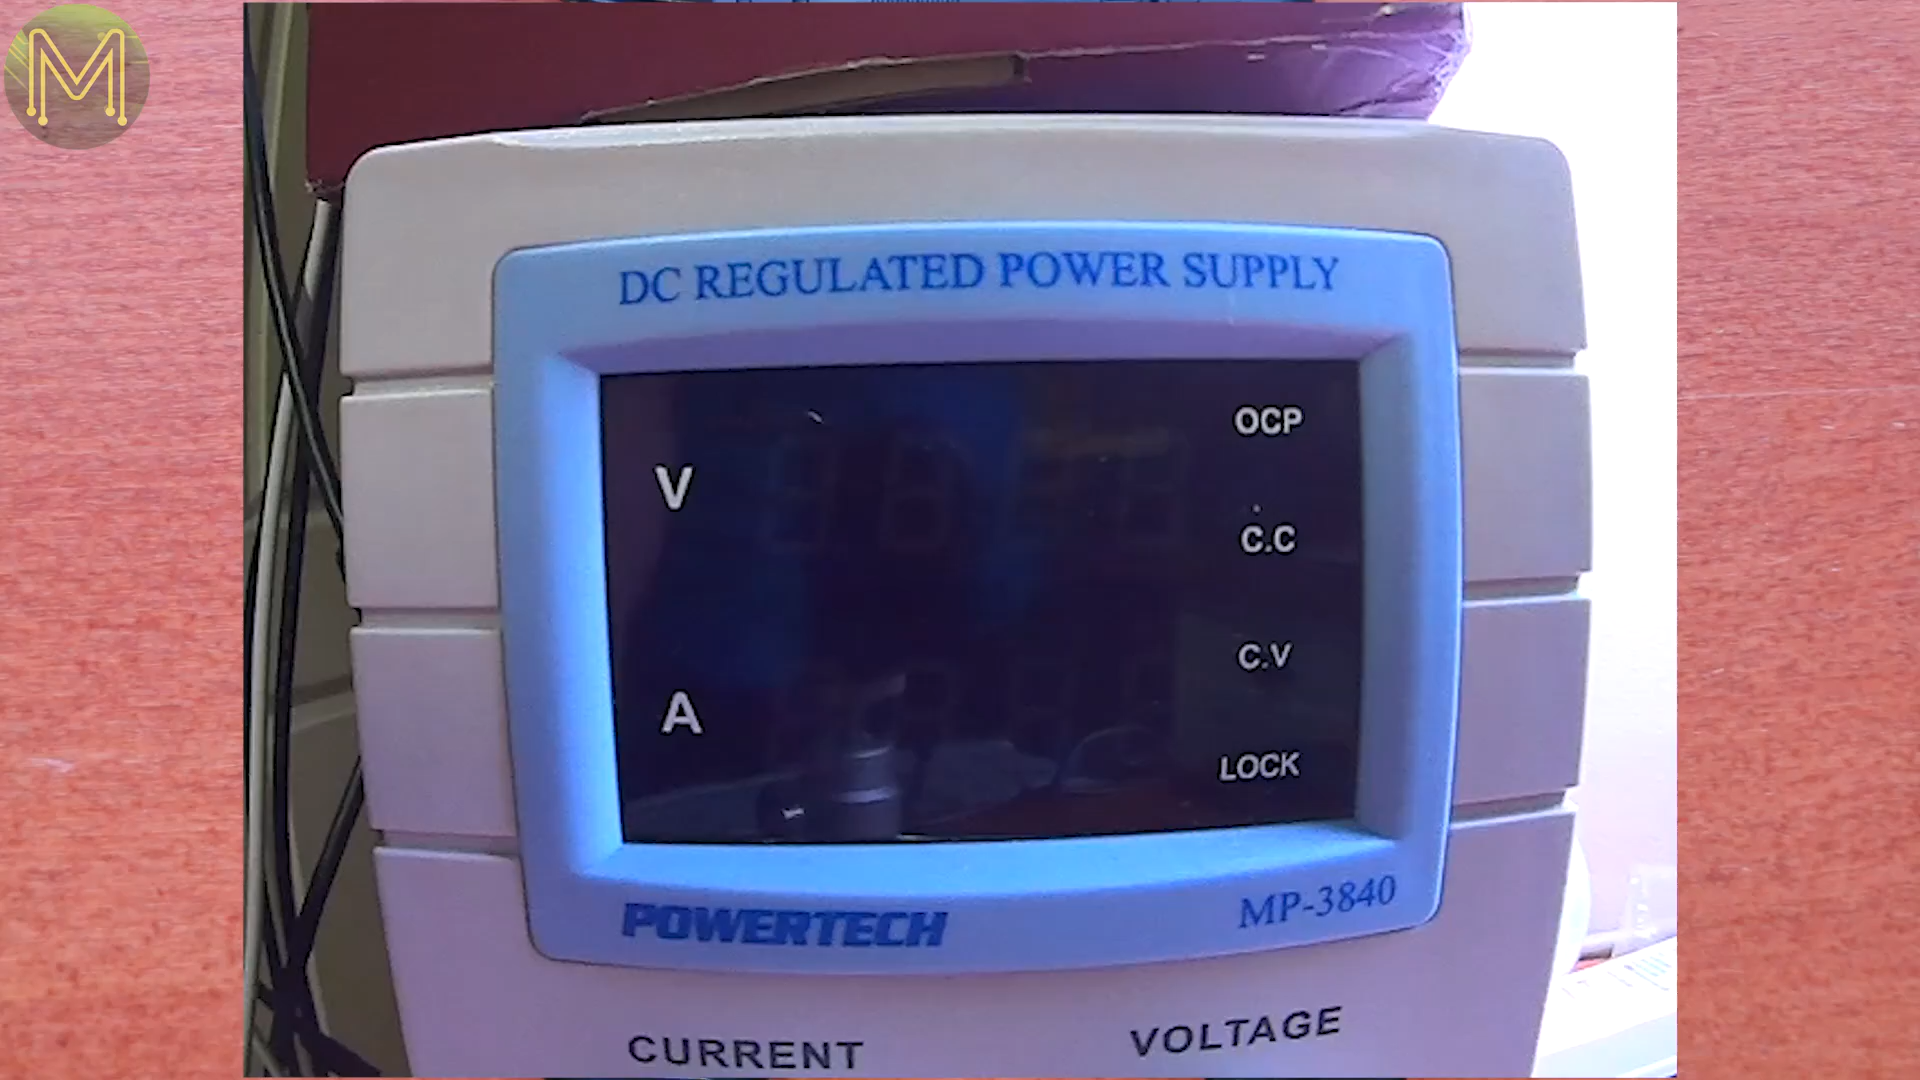 M
DC REGULATED POWER SUPPLY
OCP
V
C.C
C.V
A
LOCK
POWERTECH
MP-3840
CURRENT
VOLTAGE